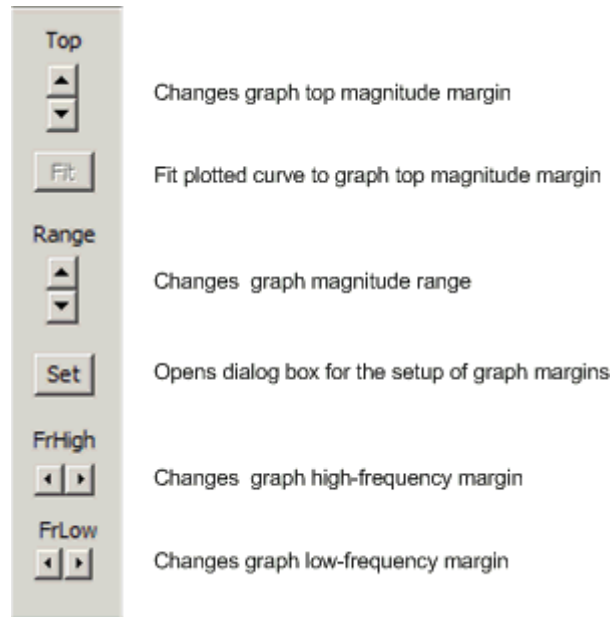 Top
Changes graph top magnitude margin
Fit
Fit plotted curve to graph top magnitude margin
Range
Changes graph magnitude range
Set
Opens dialog box for the setup of graph margins
FrHigh
Changes graph high-frequency margin
FrLow
Changes graph low-frequency margin